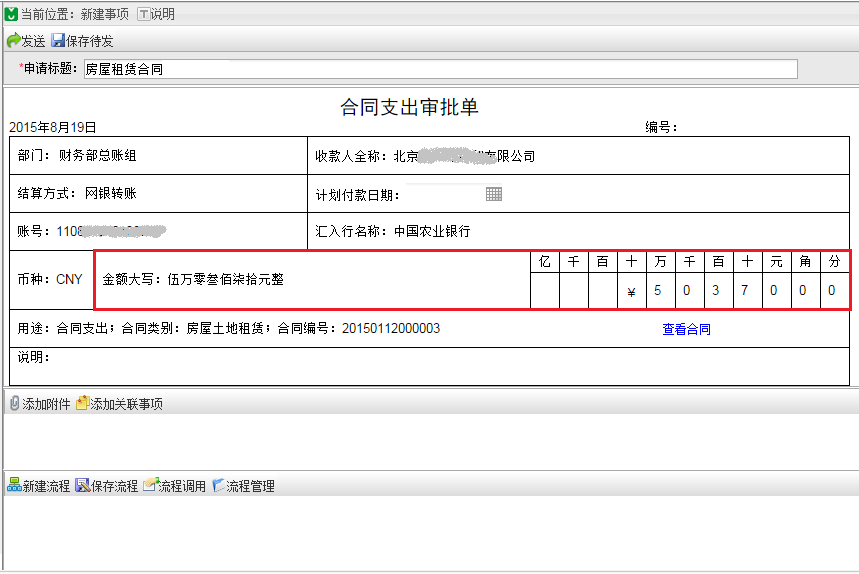 当前位置：新建事项 T说明
发送 保存待发
*申请标题：房屋租赁合同
合同支出审批单
2015年8月19日 编号：
部门：财务部总账组 收款人全称：北京 有限公司
结算方式：网银转账 计划付款日期：
账号：1108 汇入行名称：中国农业银行
币种：CNY 金额大写：伍万零叁佰柒拾元整
亿 千 百 十 万 千 百 十 元 角 分
¥ 5 0 3 7 0 0 0
用途：合同支出；合同类别：房屋土地租赁；合同编号：20150112000003 查看合同
说明：
添加附件 添加关联事项
新建流程 保存流程 流程调用 流程管理